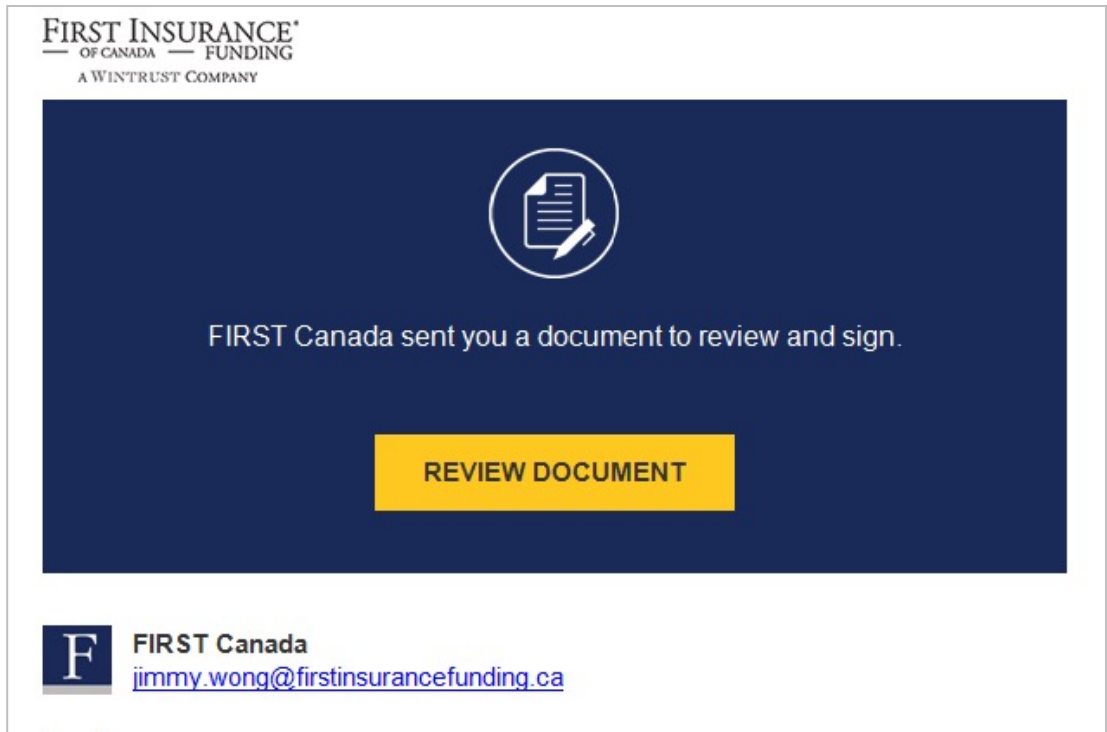 FIRST INSURANCE®
OF CANADA FUNDING
A WINTRUST COMPANY
FIRST Canada sent you a document to review and sign.
REVIEW DOCUMENT
F
FIRST Canada
jimmy.wong@firstinsurancefunding.ca